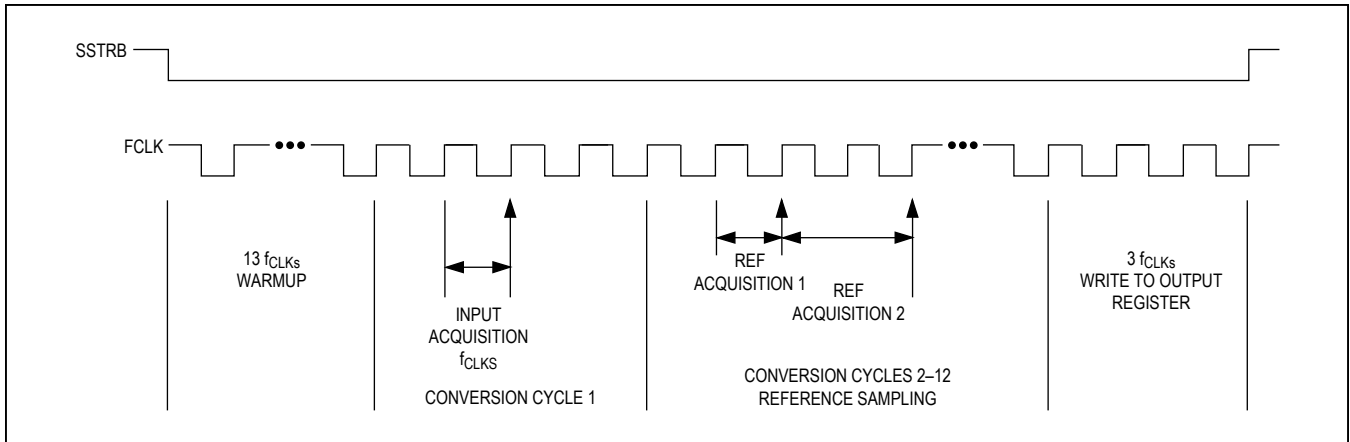 SSTRB
FCLK
13 fCLKs
WARMUP
INPUT
ACQUISITION
fCLKS
CONVERSION CYCLE 1
REF
ACQUISITION 1
REF
ACQUISITION 2
CONVERSION CYCLES 2–12
REFERENCE SAMPLING
3 fCLKs
WRITE TO OUTPUT
REGISTER